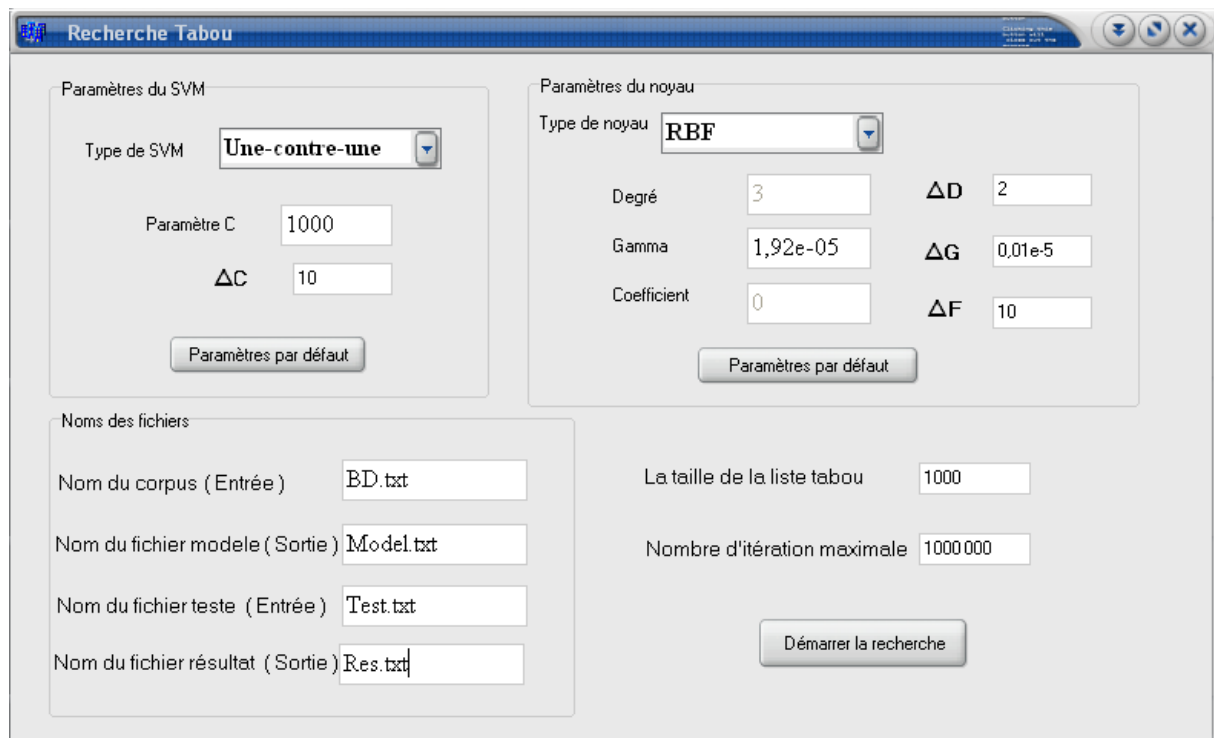 Recherche Tabou
Paramètres du SVM
Type de SVM Une-contre-une
Paramètre C 1000
ΔC 10
Paramètres par défaut
Paramètres du noyau
Type de noyau RBF
Degré 3 ΔD 2
Gamma 1,92e-05 ΔG 0,01e-5
Coefficient 0 ΔF 10
Paramètres par défaut
Noms des fichiers
Nom du corpus ( Entrée ) BD.txt
Nom du fichier modele ( Sortie ) Model.txt
Nom du fichier teste ( Entrée ) Test.txt
Nom du fichier résultat ( Sortie ) Res.txt
La taille de la liste tabou 1000
Nombre d'itération maximale 1000000
Démarrer la recherche